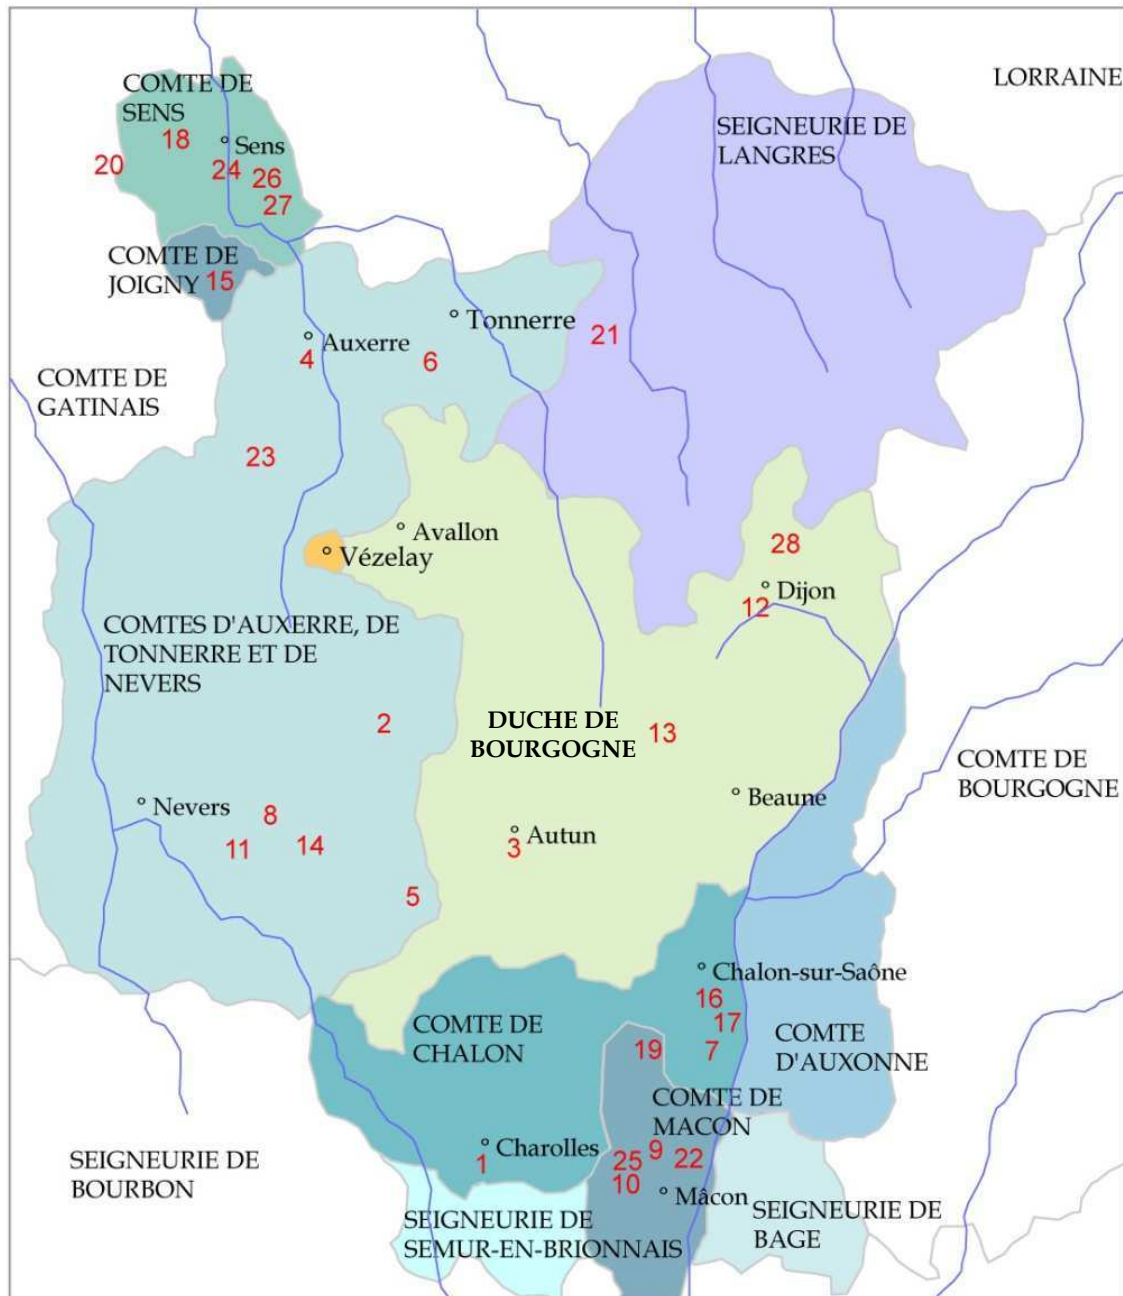 COMTE DE
SENS
LORRAINE
SEIGNEURIE DE
LANGRES
18
° Sens
20
24
26
27
COMTE DE
JOIGNY
15
° Tonnerre
° Auxerre
4
6
21
COMTE DE
GATINAIS
23
° Avallon
28
° Vézelay
° Dijon
12
COMTES D'AUXERRE, DE
TONNERRE ET DE
NEVERS
2
DUCHE DE
BOURGOGNE
13
COMTE DE
BOURGOGNE
° Nevers
° Beaune
8
11
14
° Autun
3
5
° Chalon-sur-Saône
16
17
7
19
COMTE DE
CHALON
COMTE
D'AUXONNE
COMTE DE
MACON
° Charolles
1
9
25
22
10
° Mâcon
SEIGNEURIE DE
BOURBON
SEIGNEURIE DE
SEMUR-EN-BRIONNAIS
SEIGNEURIE DE
BAGE